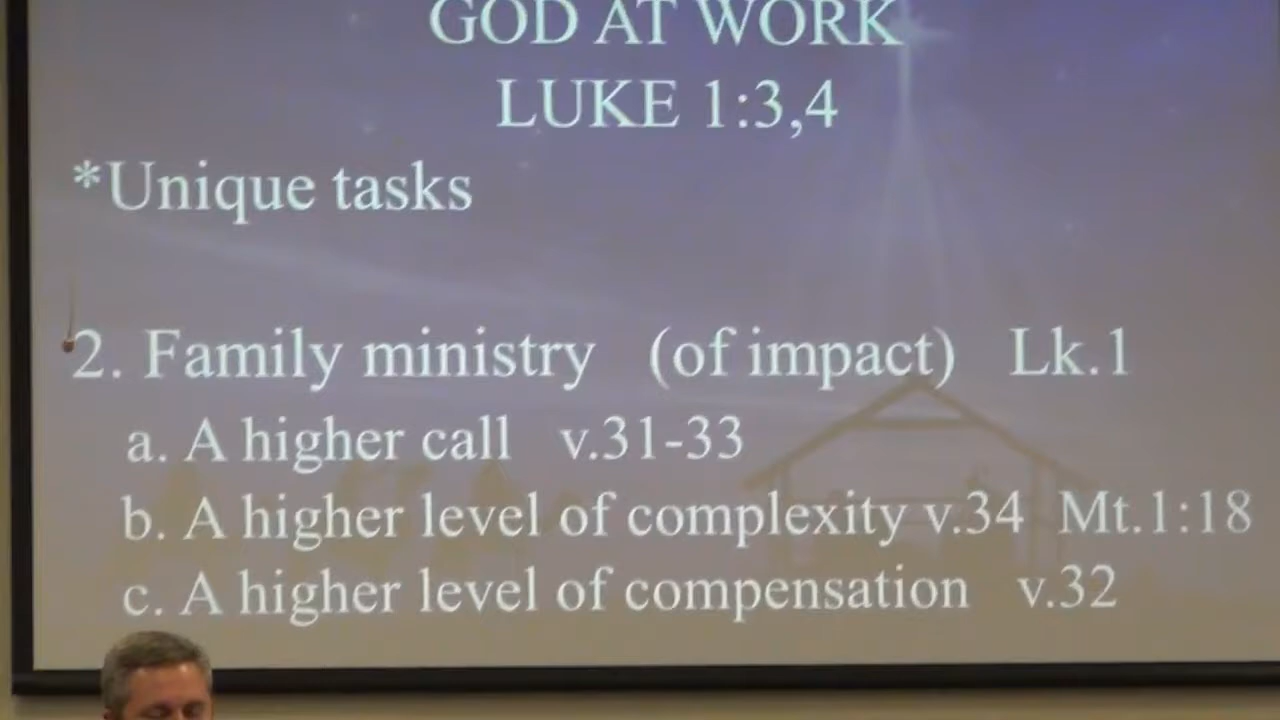 GOD AT WORK
LUKE 1:3,4
*Unique tasks
2. Family ministry (of impact) Lk.1
a. A higher call v.31-33
b. A higher level of complexity v.34 Mt.1:18
c. A higher level of compensation v.32